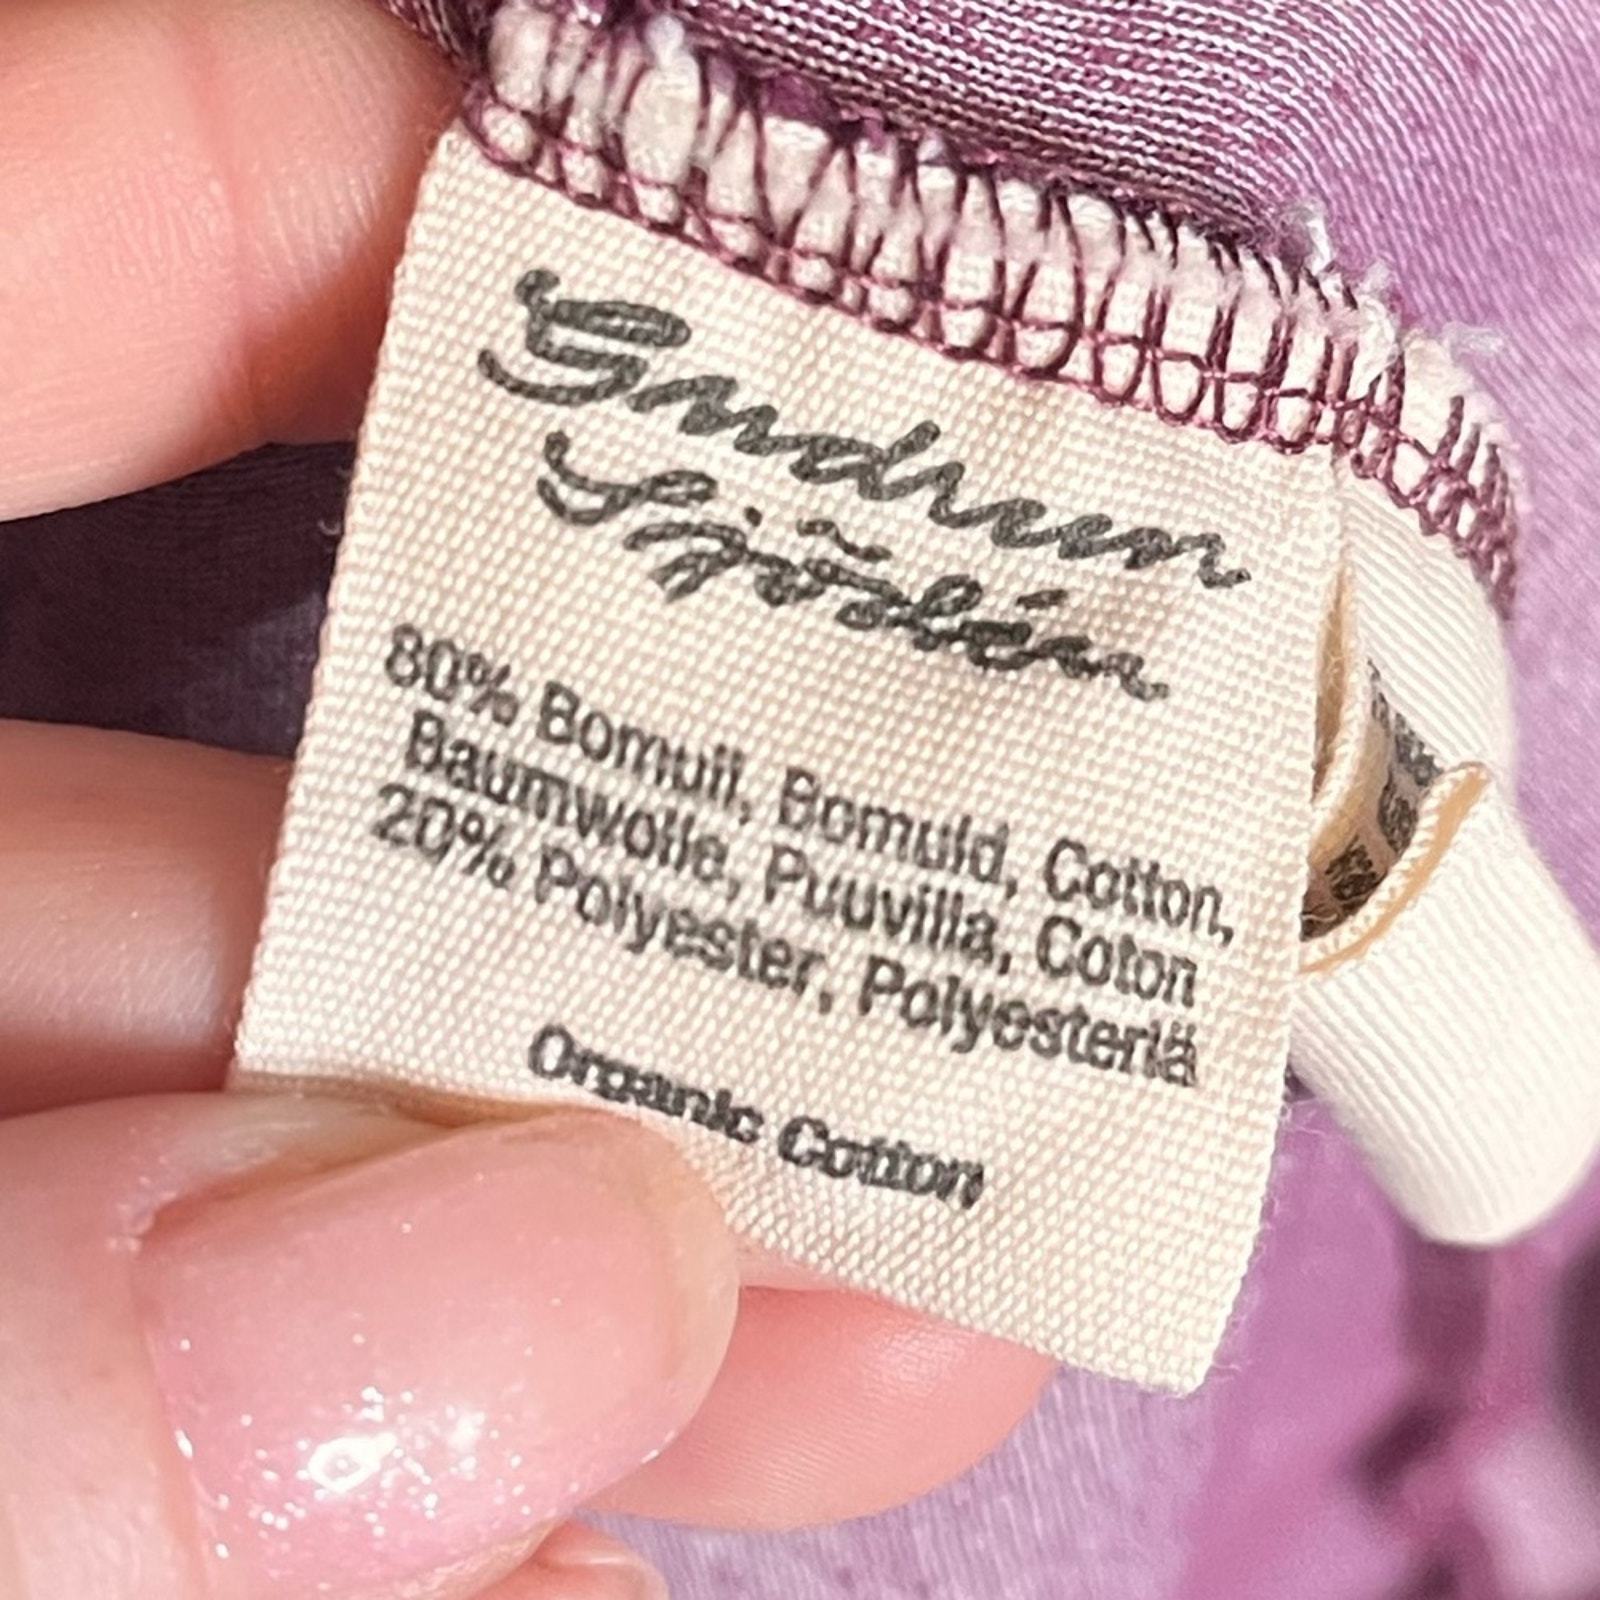 Gudrun
Sjödén
80% Bomull, Bomuld, Cotton,
Baumwolle, Puuvilla, Coton
20% Polyester, Polyesteriä
Organic Cotton